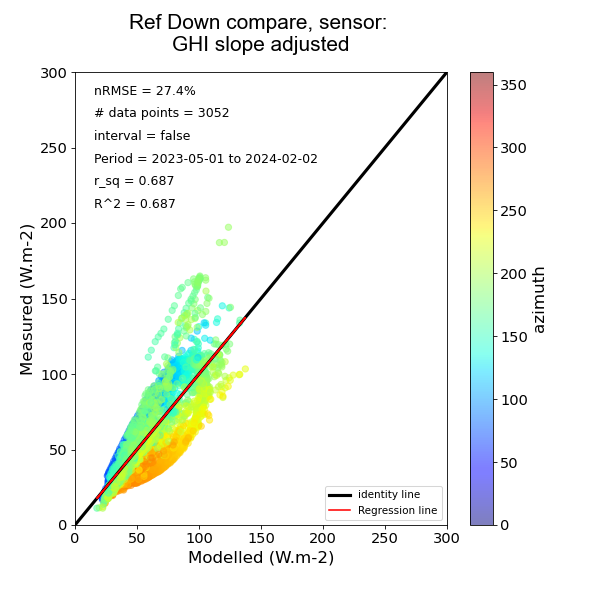 Ref Down compare, sensor:
GHI slope adjusted
nRMSE = 27.4%
# data points = 3052
interval = false
Period = 2023-05-01 to 2024-02-02
r_sq = 0.687
R^2 = 0.687
300
250
200
150
100
50
0
Measured (W.m-2)
0
50
100
150
200
250
300
Modelled (W.m-2)
identity line
Regression line
350
300
250
200
150
100
50
0
azimuth